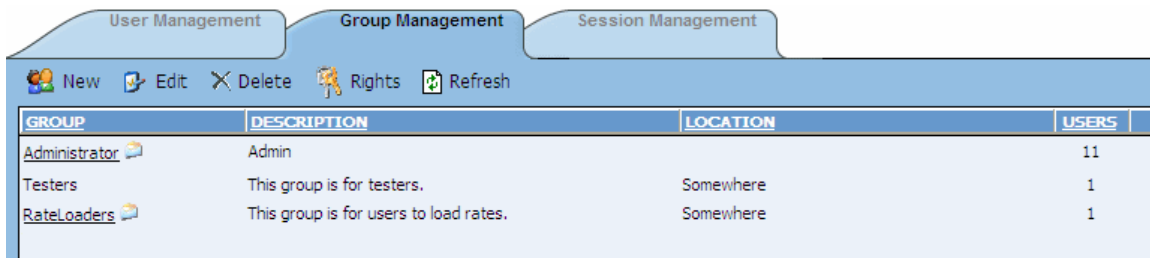 User Management Group Management Session Management
New Edit Delete Rights Refresh
GROUP DESCRIPTION LOCATION USERS
Administrator Admin 11
Testers This group is for testers. Somewhere 1
RateLoaders This group is for users to load rates. Somewhere 1